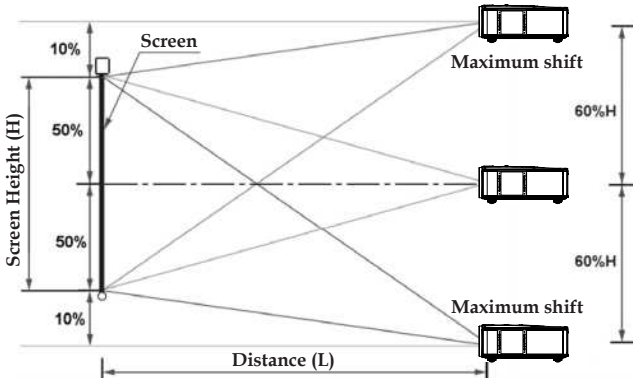 10%
Screen
Maximum shift
50%
60%H
Screen Height (H)
50%
60%H
10%
Maximum shift
Distance (L)